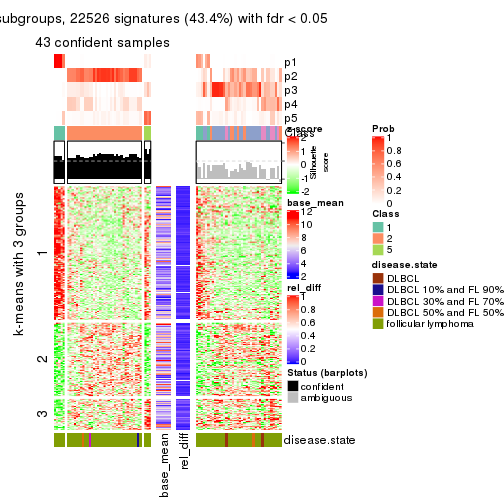 subgroups, 22526 signatures (43.4%) with fdr < 0.05
43 confident samples
p1
p2
p3
p4
p5
Class
k-means with 3 groups
1
2
3
Silhouette
score
z-score
2
1
0
-1
-2
base_mean
12
10
8
6
4
2
rel_diff
1
0.8
0.6
0.4
0.2
0
Status (barplots)
confident
ambiguous
Prob
1
0.8
0.6
0.4
0.2
0
Class
1
2
5
disease.state
DLBCL
DLBCL 10% and FL 90%
DLBCL 30% and FL 70%
DLBCL 50% and FL 50%
follicular lymphoma
disease.state
base_mean
rel_diff